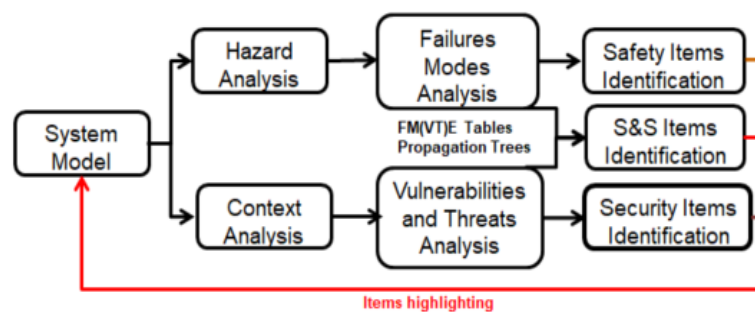 Hazard
Analysis
Failures
Modes
Analysis
Safety Items
Identification
System
Model
FM(VT)E Tables
Propagation Trees
S&S Items
Identification
Context
Analysis
Vulnerabilities
and Threats
Analysis
Security Items
Identification
Items highlighting